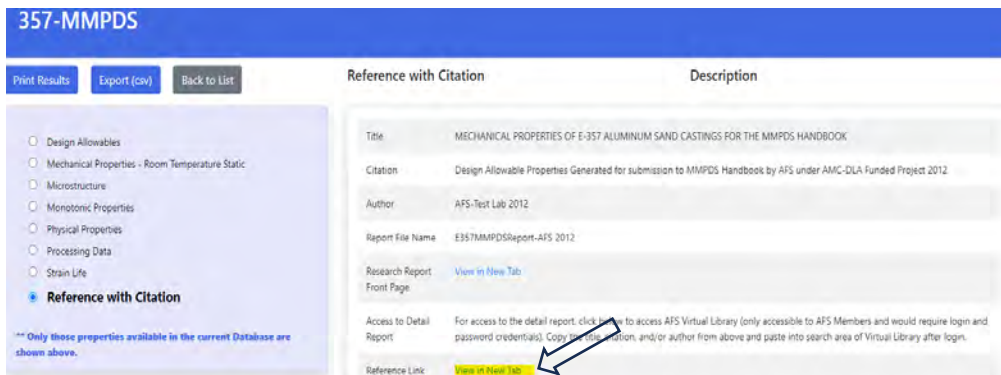 357-MMPDS
Print Results
Export (csv)
Back to List
Design Allowables
Mechanical Properties - Room Temperature Static
Microstructure
Monotonic Properties
Physical Properties
Processing Data
Strain Life
Reference with Citation
** Only those properties available in the current Database are
shown above.
Reference with Citation Description
Title MECHANICAL PROPERTIES OF E-357 ALUMINUM SAND CASTINGS FOR THE MMPDS HANDBOOK
Citation Design Allowable Properties Generated for submission to MMPDS Handbook by AFS under AMC-DLA Funded Project 2012
Author AFS-Test Lab 2012
Report File Name E357MMPDSReport-AFS 2012
Research Report View in New Tab
Front Page
Access to Detail For access to the detail report, click below to access AFS Virtual Library (only accessible to AFS Members and would require login and
Report password credentials). Copy the title, citation, and/or author from above and paste into search area of Virtual Library after login.
Reference Link View in New Tab